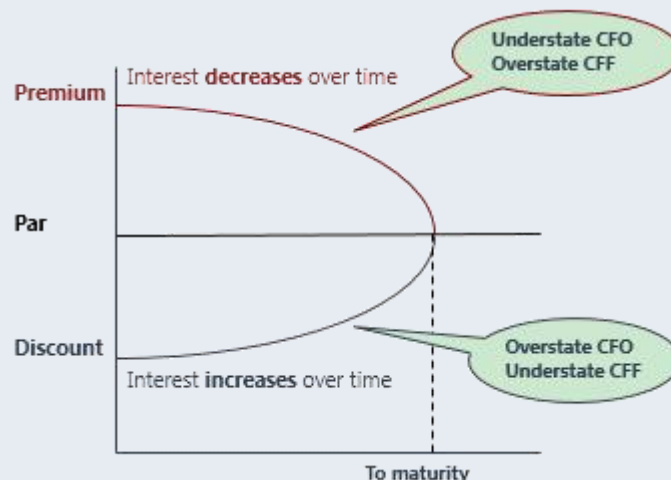 Understate CFO
Overstate CFF
Interest decreases over time
Premium
Par
Discount
Overstate CFO
Understate CFF
Interest increases over time
To maturity